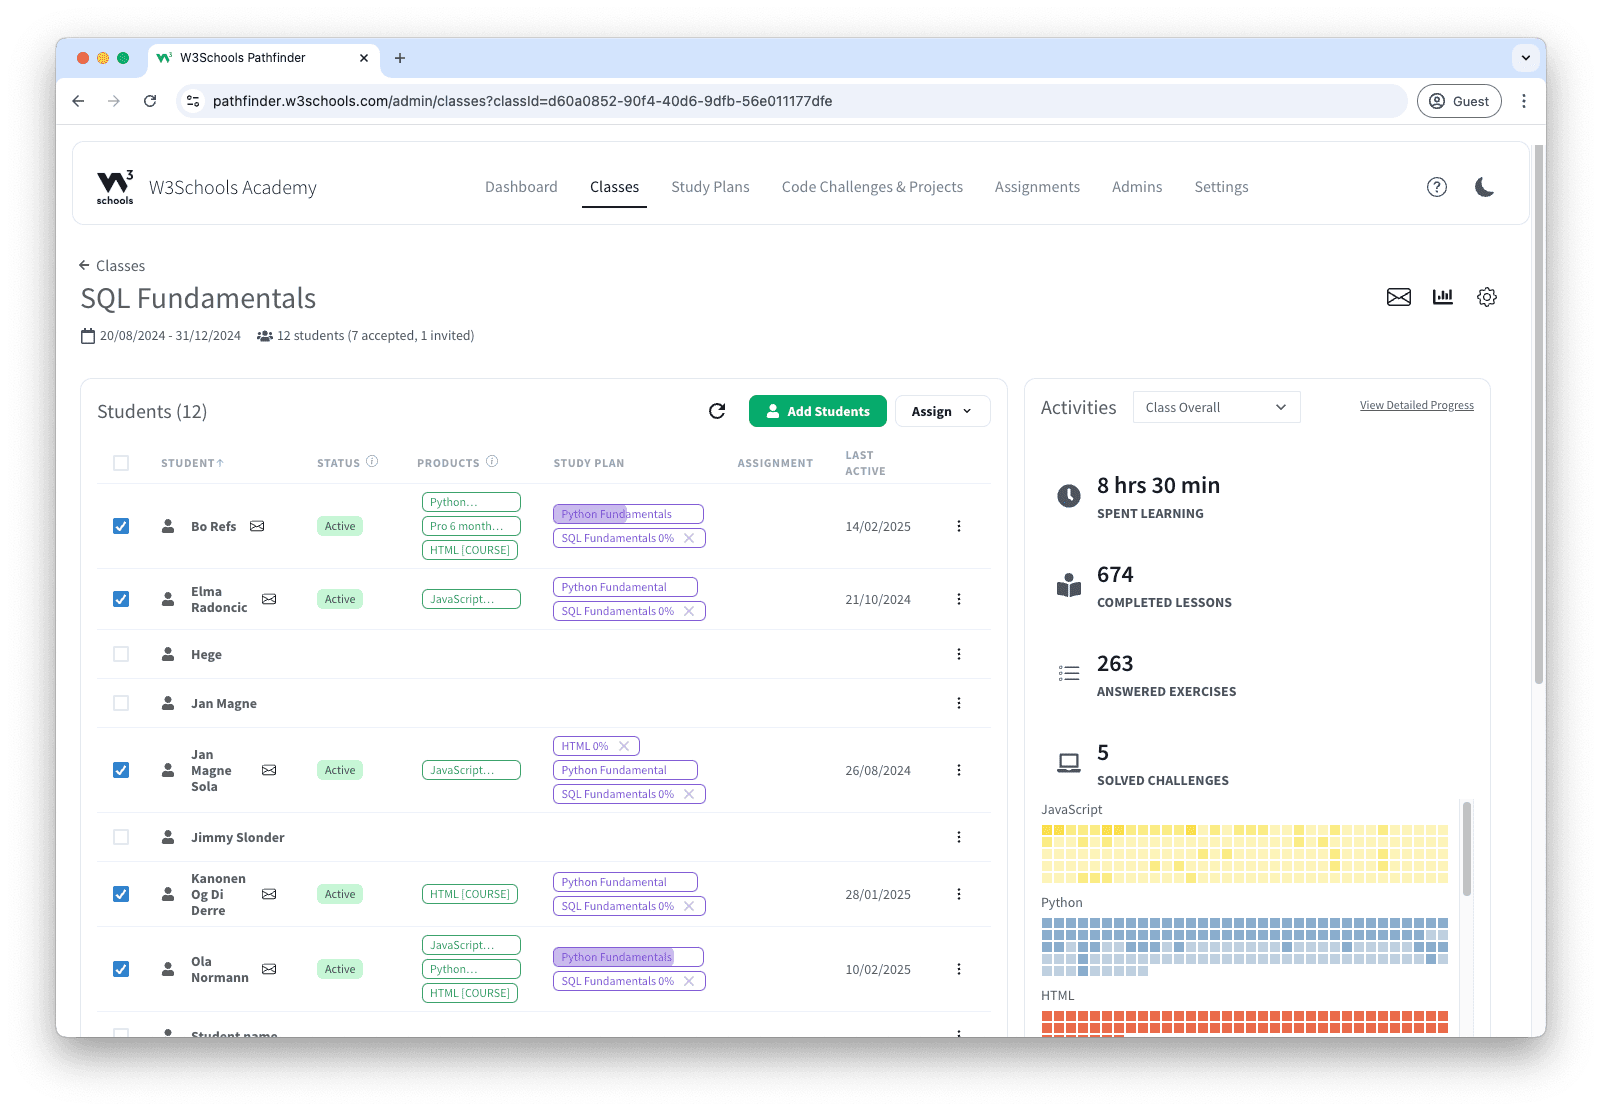 W3Schools Pathfinder
pathfinder.w3schools.com/admin/classes?classId=d60a0852-90f4-40d6-9dfb-56e011177dfe
Guest
W3 schools
W3Schools Academy
Dashboard
Classes
Study Plans
Code Challenges & Projects
Assignments
Admins
Settings
Classes
SQL Fundamentals
20/08/2024 - 31/12/2024
12 students (7 accepted, 1 invited)
Students (12)
Add Students
Assign
STUDENT
STATUS
PRODUCTS
STUDY PLAN
ASSIGNMENT
LAST
ACTIVE
Bo Refs
Active
Python...
Pro 6 month...
HTML [COURSE]
Python Fundamentals
SQL Fundamentals 0%
14/02/2025
Elma
Radoncic
Active
JavaScript...
Python Fundamental
SQL Fundamentals 0%
21/10/2024
Hege
Jan Magne
Jan
Magne
Sola
Active
JavaScript...
HTML 0%
Python Fundamental
SQL Fundamentals 0%
26/08/2024
Jimmy Slonder
Kanonen
Og Di
Derre
Active
HTML [COURSE]
Python Fundamental
SQL Fundamentals 0%
28/01/2025
Ola
Normann
Active
JavaScript...
Python...
HTML [COURSE]
Python Fundamentals
SQL Fundamentals 0%
10/02/2025
Student name
Activities
Class Overall
View Detailed Progress
8 hrs 30 min
SPENT LEARNING
674
COMPLETED LESSONS
263
ANSWERED EXERCISES
5
SOLVED CHALLENGES
JavaScript
Python
HTML